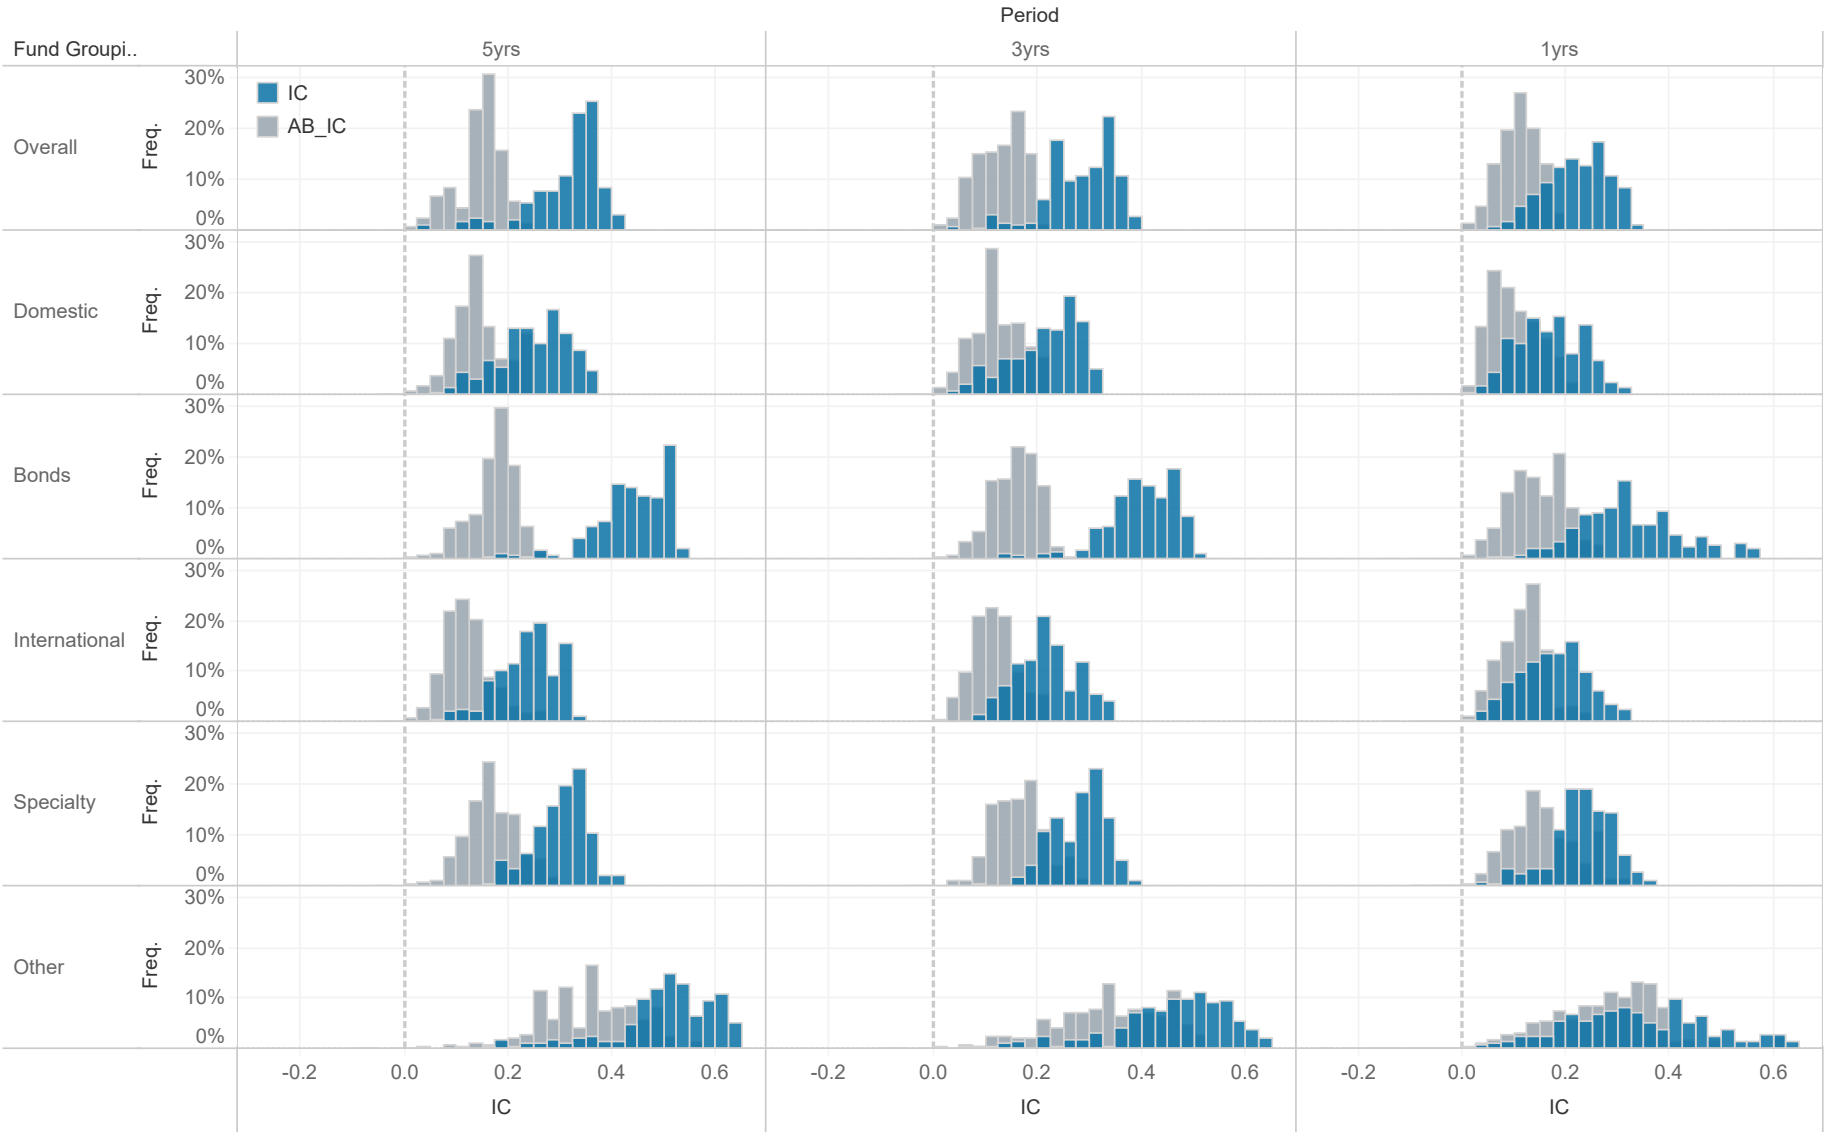 Period
Fund Groupi.. 5yrs 3yrs 1yrs
IC
AB_IC
Overall Freq. 30% 20% 10% 0%
Domestic Freq. 30% 20% 10% 0%
Bonds Freq. 30% 20% 10% 0%
International Freq. 30% 20% 10% 0%
Specialty Freq. 30% 20% 10% 0%
Other Freq. 30% 20% 10% 0%
-0.2 0.0 0.2 0.4 0.6 -0.2 0.0 0.2 0.4 0.6 -0.2 0.0 0.2 0.4 0.6
IC IC IC